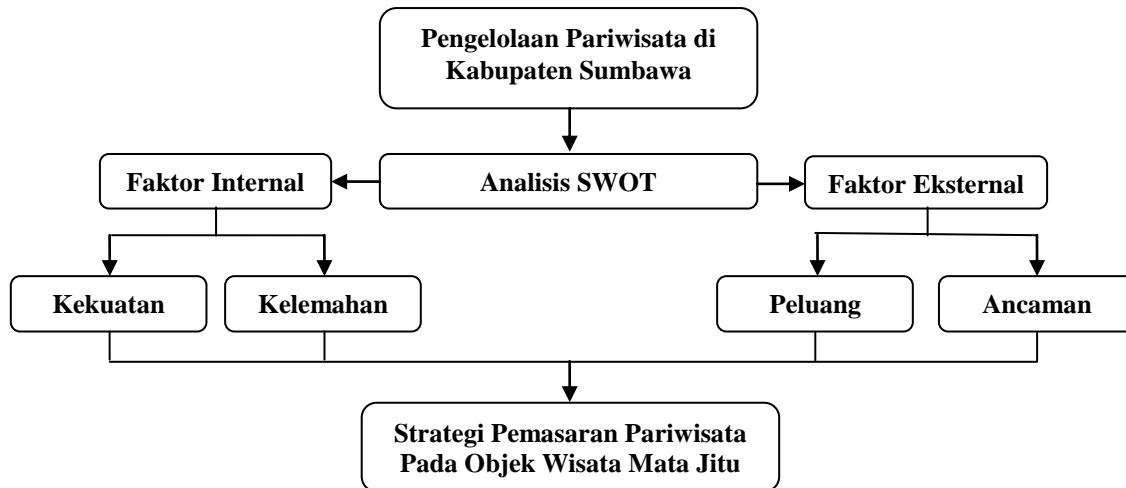 Pengelolaan Pariwisata di
Kabupaten Sumbawa
Faktor Internal
Analisis SWOT
Faktor Eksternal
Kekuatan
Kelemahan
Peluang
Ancaman
Strategi Pemasaran Pariwisata
Pada Objek Wisata Mata Jitu